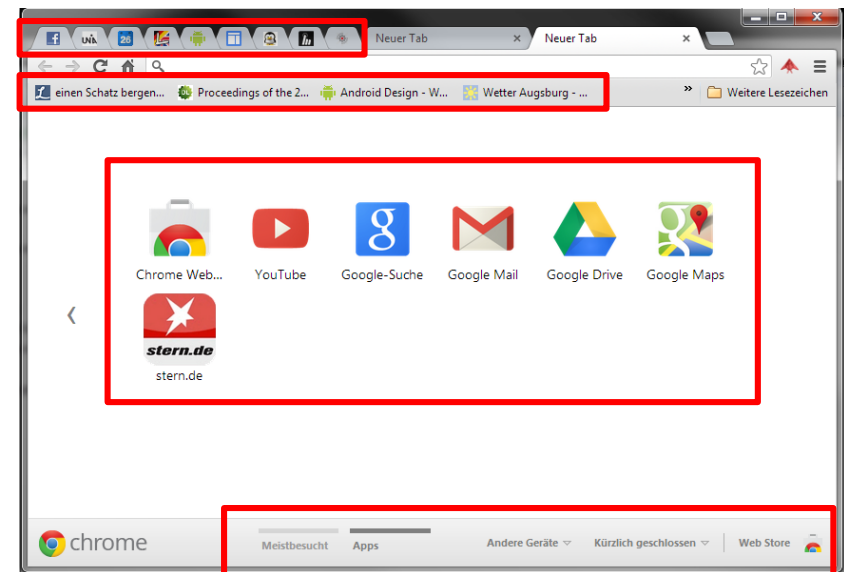 UNIA 26 Neuer Tab × Neuer Tab ×
einen Schatz bergen... Proceedings of the 2... Android Design - W... Wetter Augsburg - ... » Weitere Lesezeichen
Chrome Web... YouTube Google-Suche Google Mail Google Drive Google Maps
stern.de
stern.de
chrome Meistbesucht Apps Andere Geräte Kürzlich geschlossen Web Store